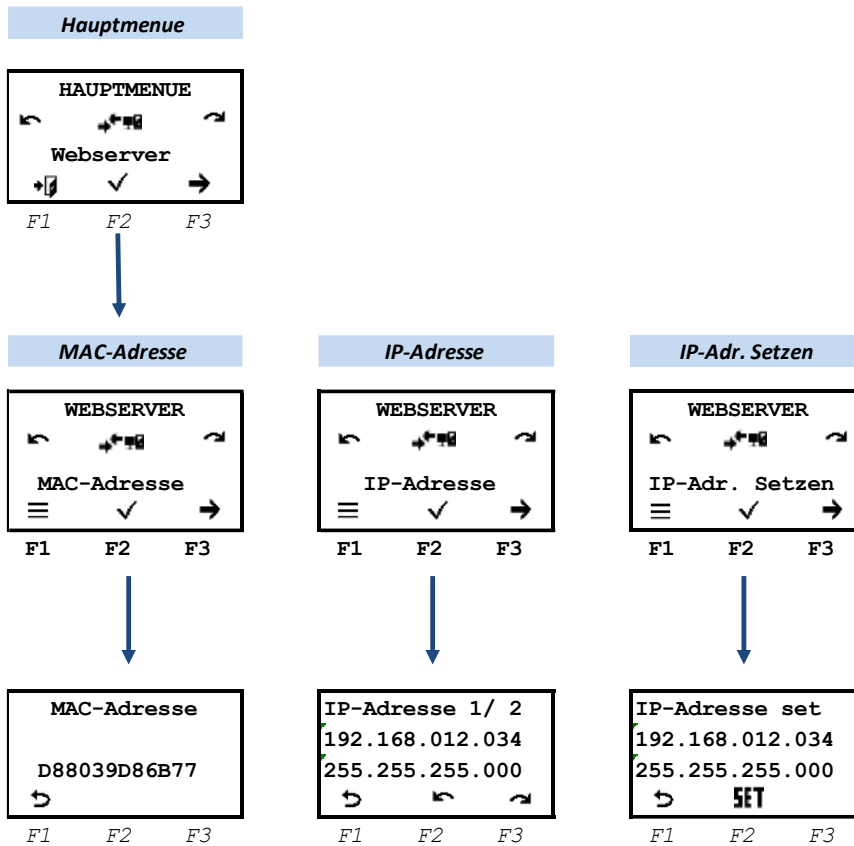 Hauptmenue
HAUPTMENUE
Webserver
F1 F2 F3
MAC-Adresse IP-Adresse IP-Adr. Setzen
WEBSERVER WEBSERVER WEBSERVER
MAC-Adresse IP-Adresse IP-Adr. Setzen
F1 F2 F3 F1 F2 F3 F1 F2 F3
MAC-Adresse IP-Adresse 1/ 2 IP-Adresse set
192.168.012.034 192.168.012.034
D88039D86B77 255.255.255.000 255.255.255.000
SET
F1 F2 F3 F1 F2 F3 F1 F2 F3